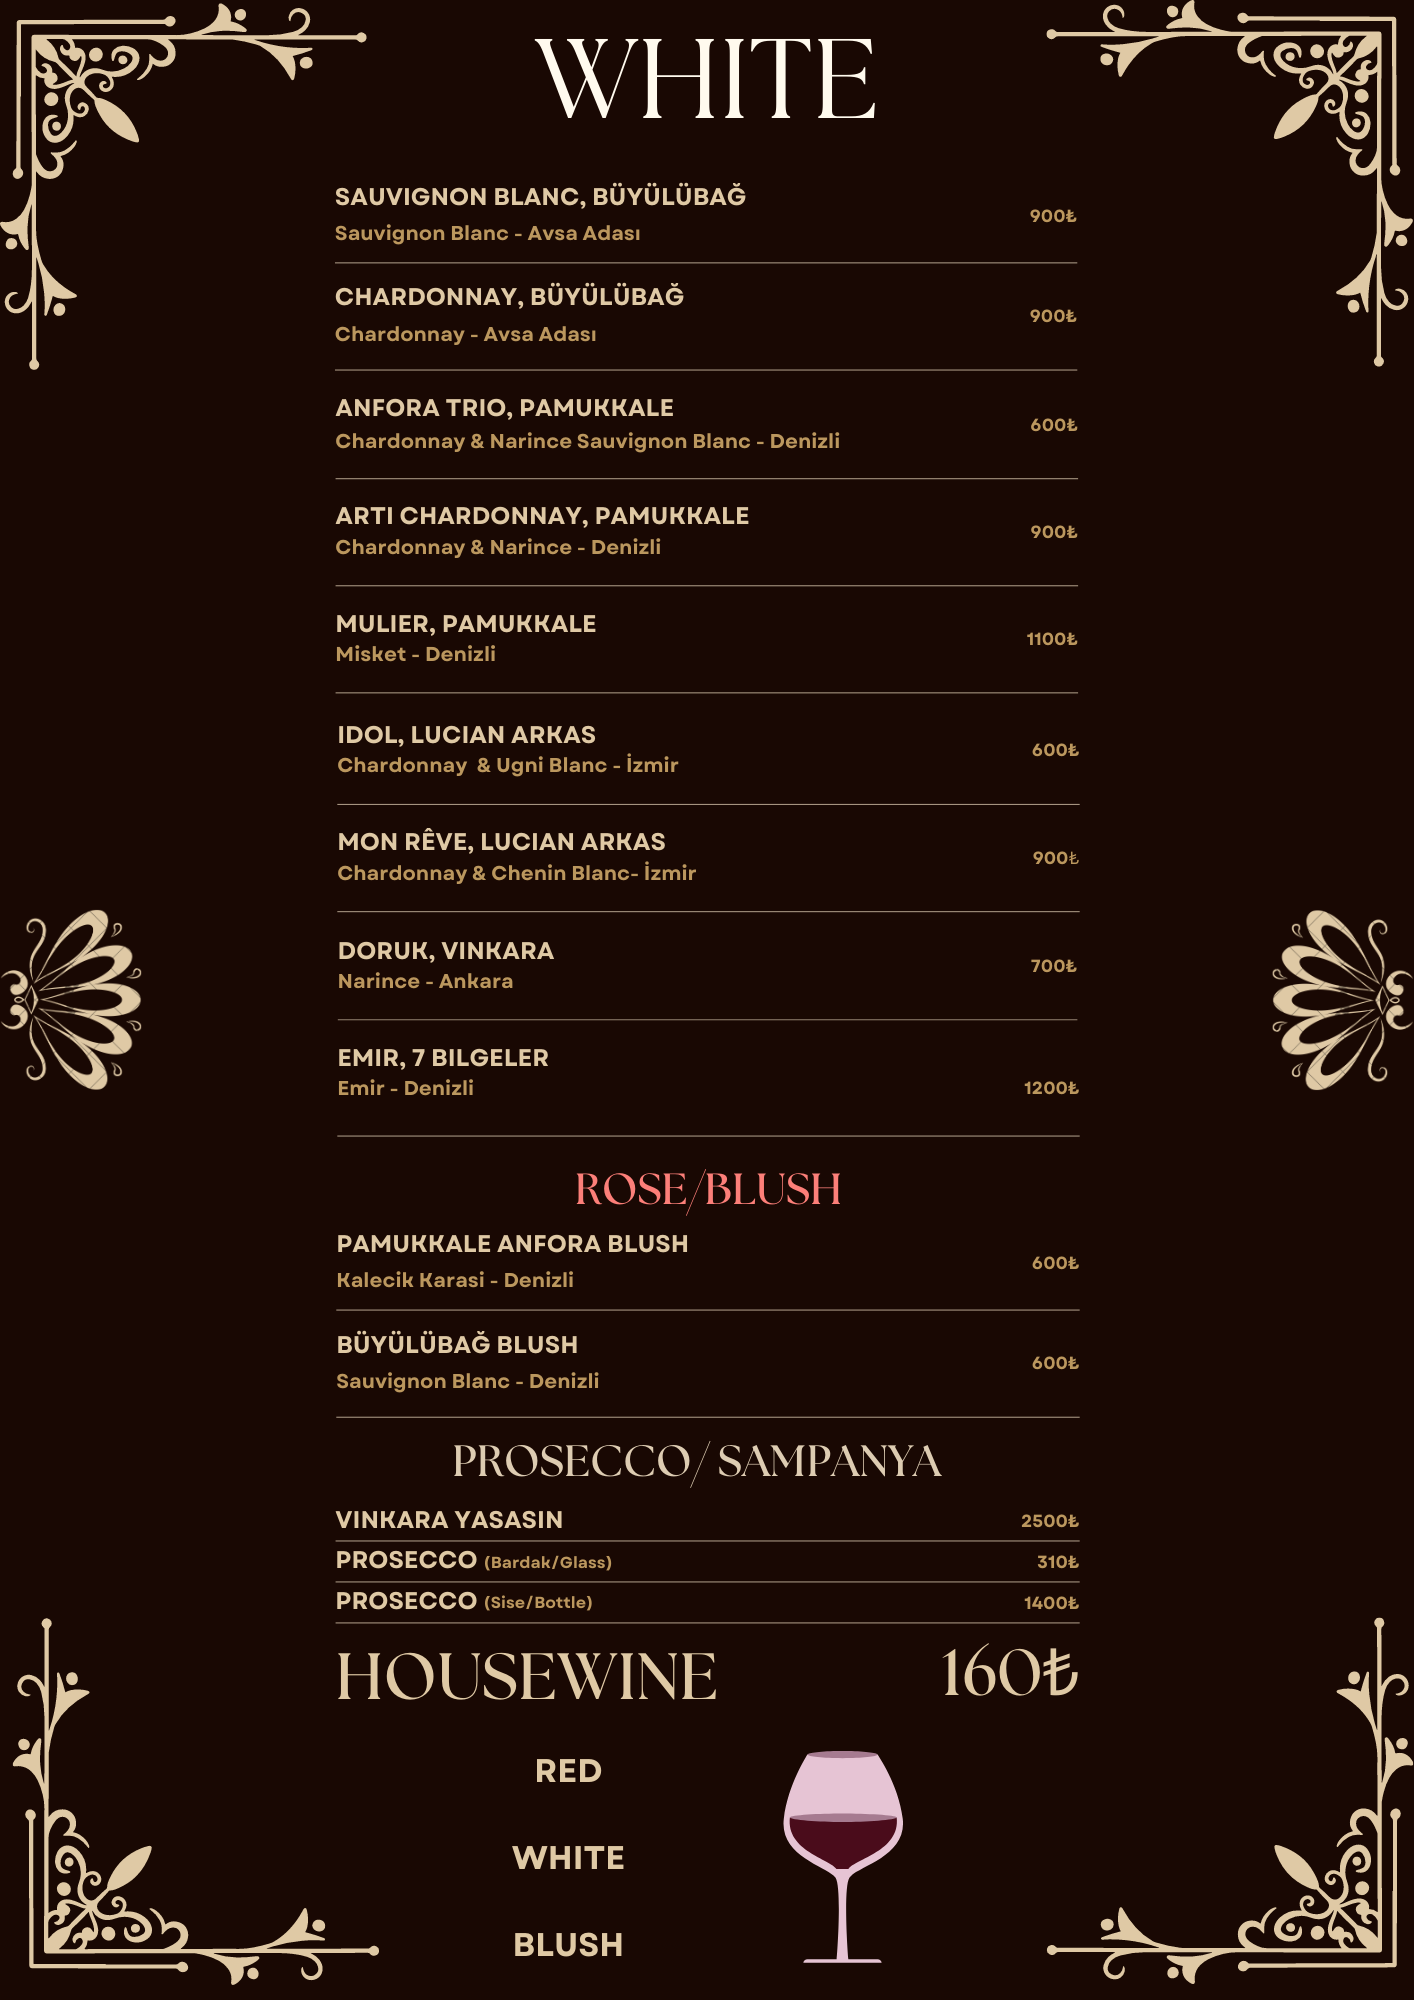 WHITE
SAUVIGNON BLANC, BÜYÜLÜBAĞ
Sauvignon Blanc - Avsa Adası
900₺
CHARDONNAY, BÜYÜLÜBAĞ
Chardonnay - Avsa Adası
900₺
ANFORA TRIO, PAMUKKALE
Chardonnay & Narince Sauvignon Blanc - Denizli
600₺
ARTI CHARDONNAY, PAMUKKALE
Chardonnay & Narince - Denizli
900₺
MULIER, PAMUKKALE
Misket - Denizli
1100₺
IDOL, LUCIAN ARKAS
Chardonnay  & Ugni Blanc - İzmir
600₺
MON RÊVE, LUCIAN ARKAS
Chardonnay & Chenin Blanc- İzmir
900₺
DORUK, VINKARA
Narince - Ankara
700₺
EMIR, 7 BILGELER
Emir - Denizli
1200₺
ROSE/BLUSH
PAMUKKALE ANFORA BLUSH
Kalecik Karasi - Denizli
600₺
BÜYÜLÜBAĞ BLUSH
Sauvignon Blanc - Denizli
600₺
PROSECCO/ SAMPANYA
VINKARA YASASIN 2500₺
PROSECCO (Bardak/Glass) 310₺
PROSECCO (Sise/Bottle) 1400₺
HOUSEWINE 160₺
RED
WHITE
BLUSH